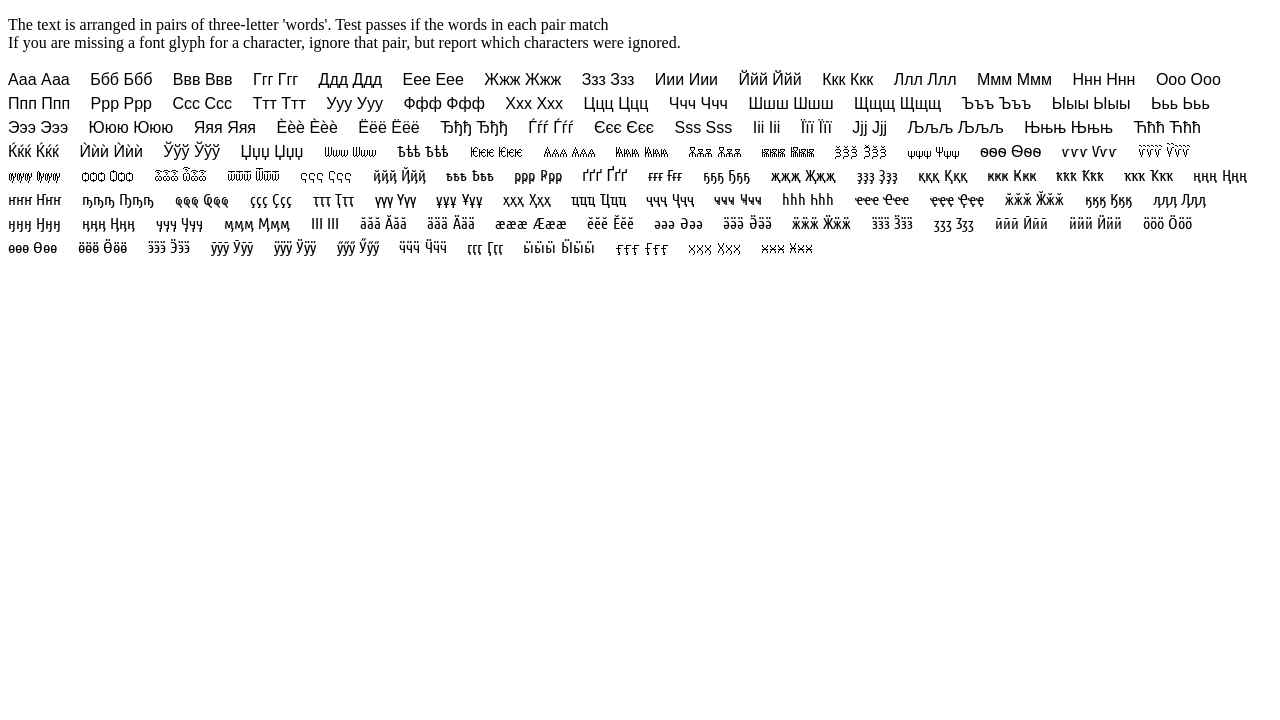 The text is arranged in pairs of three-letter 'words'. Test passes if the words in each pair match
If you are missing a font glyph for a character, ignore that pair, but report which characters were ignored.
Ааа Ааа Ббб Ббб Ввв Ввв Ггг Ггг Ддд Ддд Еее Еее Жжж Жжж Ззз Ззз Иии Иии Ййй Ййй Ккк Ккк Ллл Ллл Ммм Ммм Ннн Ннн Ооо Ооо
Ппп Ппп Ррр Ррр Ссс Ссс Ттт Ттт Ууу Ууу Ффф Ффф Ххх Ххх Ццц Ццц Ччч Ччч Шшш Шшш Щщщ Щщщ Ъъъ Ъъъ Ыыы Ыыы Ььь Ььь
Эээ Эээ Ююю Ююю Яяя Яяя Ѐѐѐ Ѐѐѐ Ёёё Ёёё Ђђђ Ђђђ Ѓѓѓ Ѓѓѓ Єєє Єєє Ѕѕѕ Ѕѕѕ Ііі Ііі Їїї Їїї Јјј Јјј Љљљ Љљљ Њњњ Њњњ Ћћћ Ћћћ
Ќќќ Ќќќ Ѝѝѝ Ѝѝѝ Ўўў Ўўў Џџџ Џџџ Ѡѡѡ Ѡѡѡ Ѣѣѣ Ѣѣѣ Ѥѥѥ Ѥѥѥ Ѧѧѧ Ѧѧѧ Ѩѩѩ Ѩѩѩ Ѫѫѫ Ѫѫѫ Ѭѭѭ Ѭѭѭ Ѯѯѯ Ѯѯѯ ѱѱѱ Ѱѱѱ ѳѳѳ Ѳѳѳ ѵѵѵ Ѵѵѵ ѷѷѷ Ѷѷѷ
ѹѹѹ Ѹѹѹ ѻѻѻ Ѻѻѻ ѽѽѽ Ѽѽѽ ѿѿѿ Ѿѿѿ ҁҁҁ Ҁҁҁ ҋҋҋ Ҋҋҋ ҍҍҍ Ҍҍҍ ҏҏҏ Ҏҏҏ ґґґ Ґґґ ғғғ Ғғғ ҕҕҕ Ҕҕҕ җҗҗ Җҗҗ ҙҙҙ Ҙҙҙ қққ Қққ ҝҝҝ Ҝҝҝ ҟҟҟ Ҟҟҟ ҡҡҡ Ҡҡҡ ңңң Ңңң
ҥҥҥ Ҥҥҥ ҧҧҧ Ҧҧҧ ҩҩҩ Ҩҩҩ ҫҫҫ Ҫҫҫ ҭҭҭ Ҭҭҭ үүү Үүү ұұұ Ұұұ ҳҳҳ Ҳҳҳ ҵҵҵ Ҵҵҵ ҷҷҷ Ҷҷҷ ҹҹҹ Ҹҹҹ һһһ Һһһ ҽҽҽ Ҽҽҽ ҿҿҿ Ҿҿҿ ӂӂӂ Ӂӂӂ ӄӄӄ Ӄӄӄ ӆӆӆ Ӆӆӆ
ӈӈӈ Ӈӈӈ ӊӊӊ Ӊӊӊ ӌӌӌ Ӌӌӌ ӎӎӎ Ӎӎӎ ӀӀӀ ӀӀӀ ӑӑӑ Ӑӑӑ ӓӓӓ Ӓӓӓ ӕӕӕ Ӕӕӕ ӗӗӗ Ӗӗӗ әәә Әәә ӛӛӛ Ӛӛӛ ӝӝӝ Ӝӝӝ ӟӟӟ Ӟӟӟ ӡӡӡ Ӡӡӡ ӣӣӣ Ӣӣӣ ӥӥӥ Ӥӥӥ ӧӧӧ Ӧӧӧ
өөө Өөө ӫӫӫ Ӫӫӫ ӭӭӭ Ӭӭӭ ӯӯӯ Ӯӯӯ ӱӱӱ Ӱӱӱ ӳӳӳ Ӳӳӳ ӵӵӵ Ӵӵӵ ӷӷӷ Ӷӷӷ ӹӹӹ Ӹӹӹ ӻӻӻ Ӻӻӻ ӽӽӽ Ӽӽӽ ӿӿӿ Ӿӿӿ